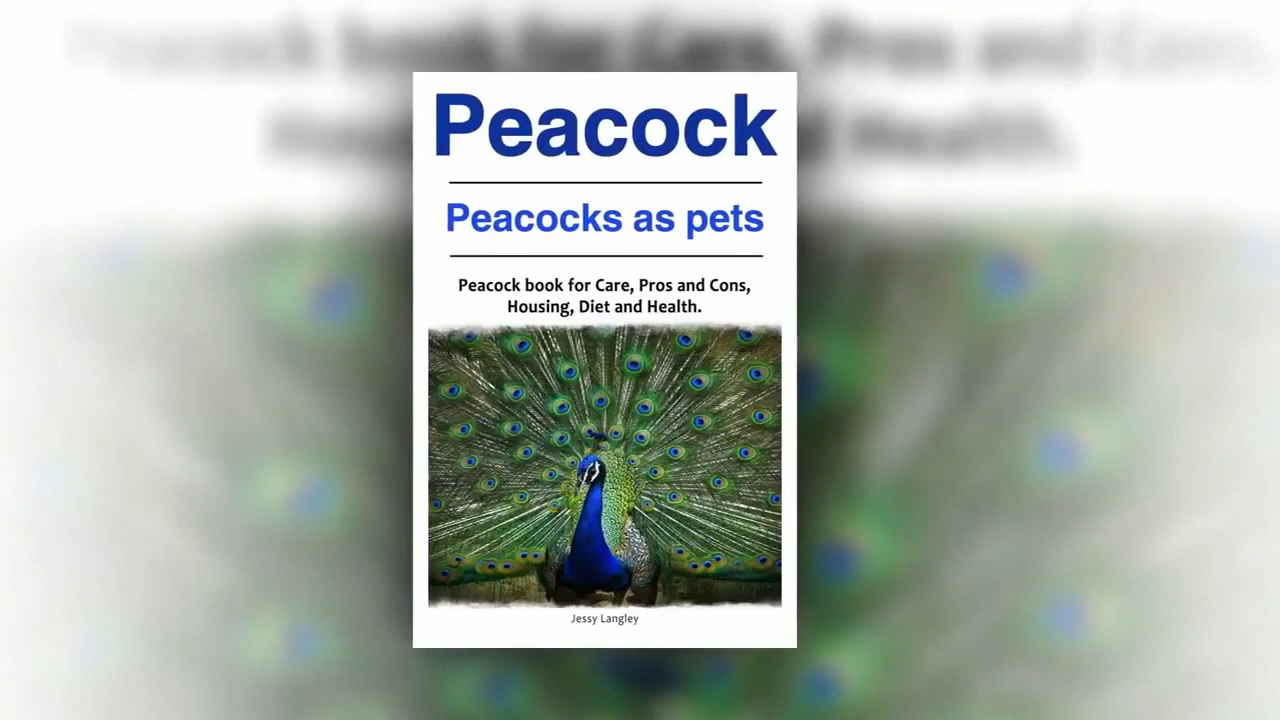 Peacock
Peacocks as pets
Peacock book for Care, Pros and Cons,
Housing, Diet and Health.
Jessy Langley